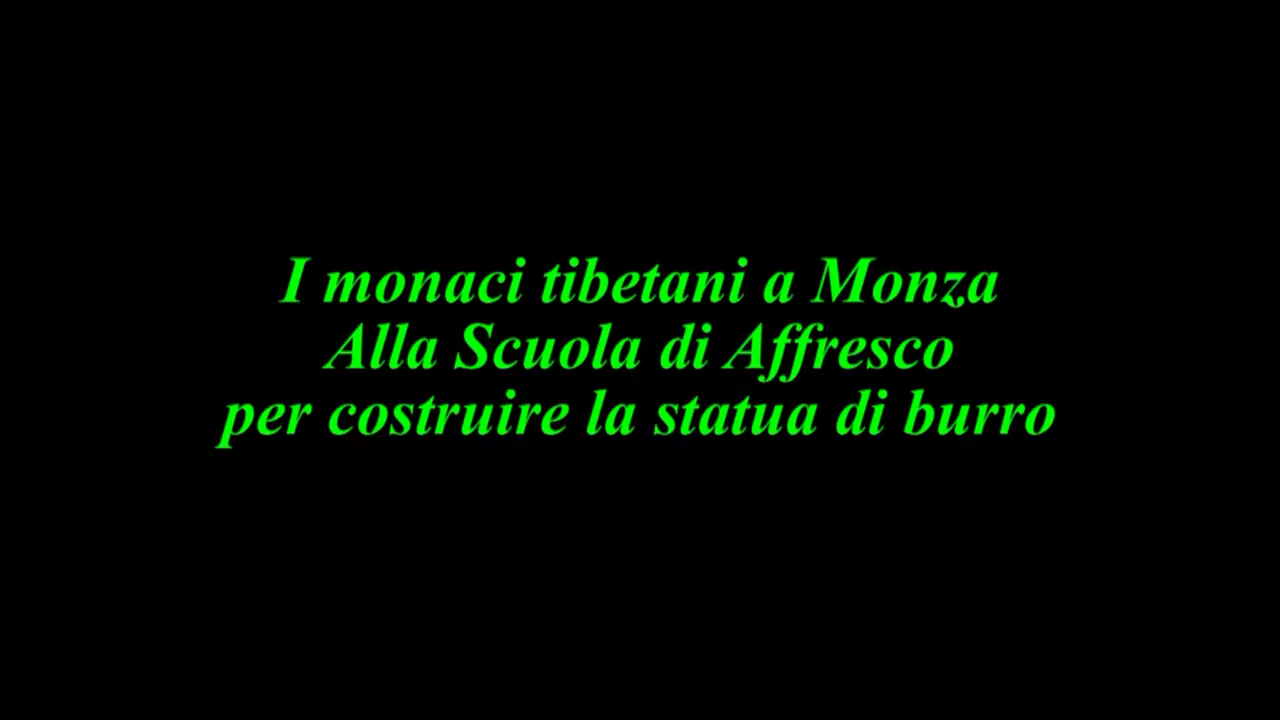 I monaci tibetani a Monza
Alla Scuola di Affresco
per costruire la statua di burro